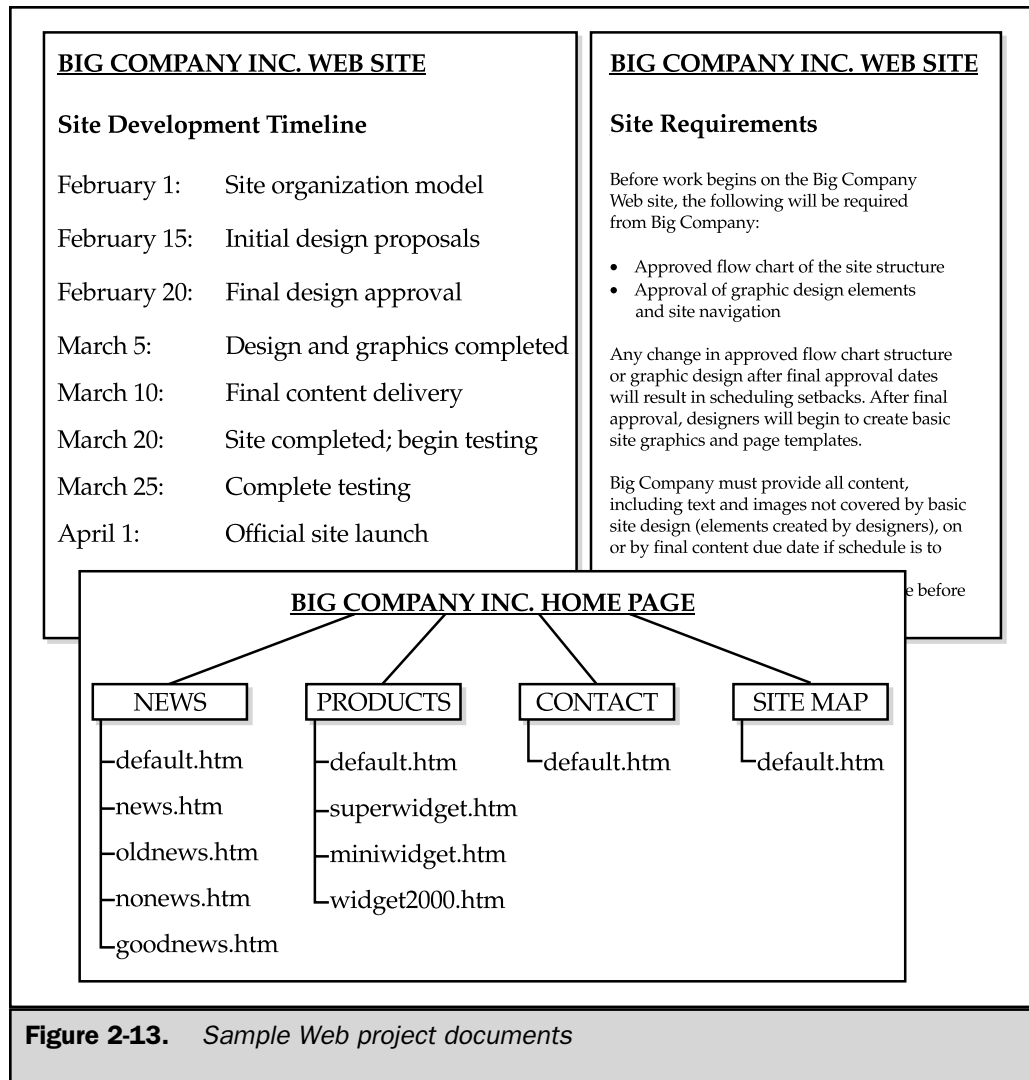 BIG COMPANY INC. WEB SITE
Site Development Timeline
February 1: Site organization model
February 15: Initial design proposals
February 20: Final design approval
March 5: Design and graphics completed
March 10: Final content delivery
March 20: Site completed; begin testing
March 25: Complete testing
April 1: Official site launch
BIG COMPANY INC. WEB SITE
Site Requirements
Before work begins on the Big Company
Web site, the following will be required
from Big Company:
• Approved flow chart of the site structure
• Approval of graphic design elements
and site navigation
Any change in approved flow chart structure
or graphic design after final approval dates
will result in scheduling setbacks. After final
approval, designers will begin to create basic
site graphics and page templates.
Big Company must provide all content,
including text and images not covered by basic
site design (elements created by designers), on
or by final content due date if schedule is to
before
BIG COMPANY INC. HOME PAGE
NEWS
default.htm
news.htm
oldnews.htm
nonews.htm
goodnews.htm
PRODUCTS
default.htm
superwidget.htm
miniwidget.htm
widget2000.htm
CONTACT
default.htm
SITE MAP
default.htm
Figure 2-13. Sample Web project documents